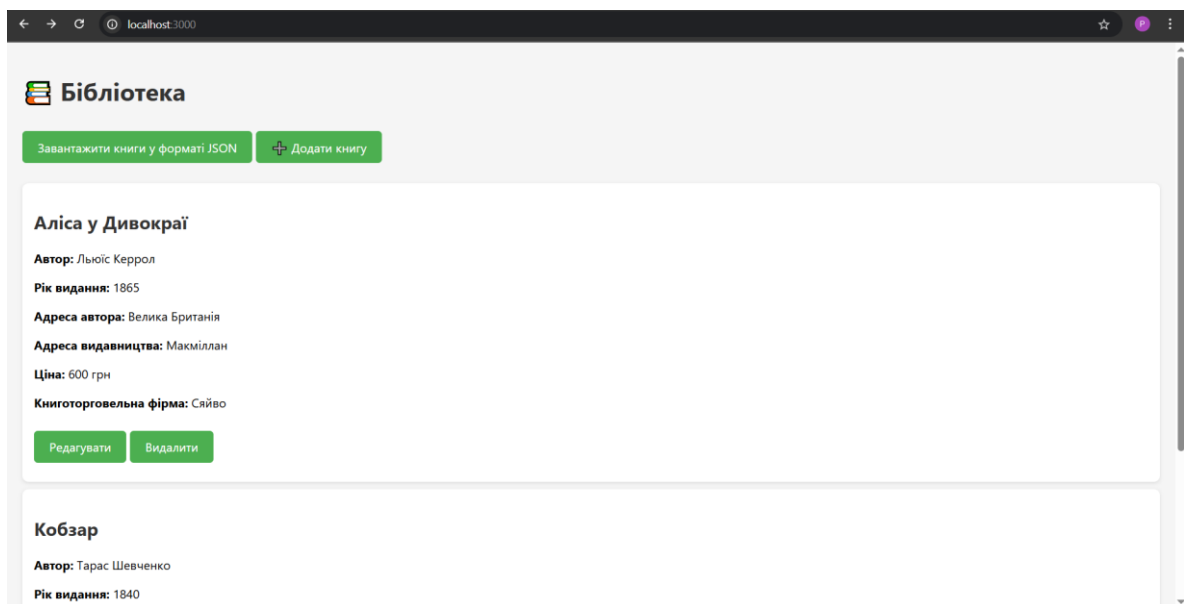 localhost:3000
P
Бібліотека
Завантажити книги у форматі JSON
Додати книгу
Аліса у Дивокраї
Автор: Льюїс Керрол
Рік видання: 1865
Адреса автора: Велика Британія
Адреса видавництва: Макміллан
Ціна: 600 грн
Книготорговельна фірма: Сяйво
Редагувати
Видалити
Кобзар
Автор: Тарас Шевченко
Рік видання: 1840